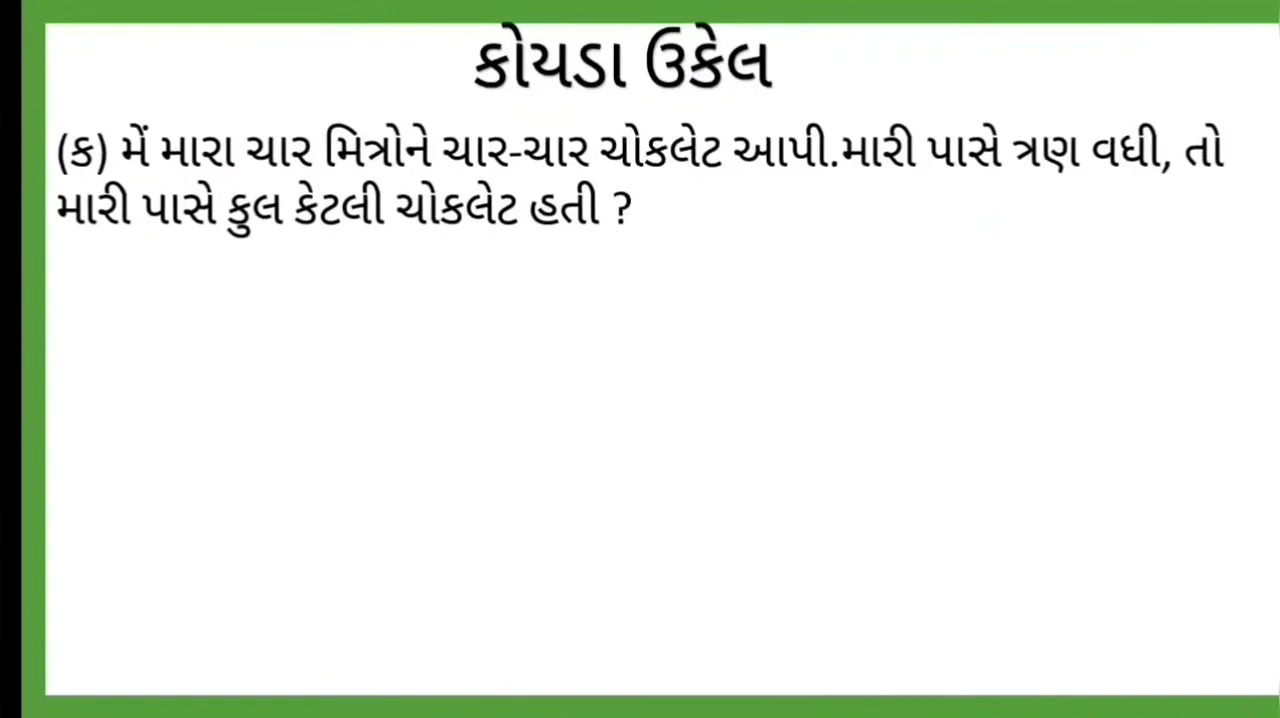 કોયડા ઉકેલ
(ક) મેં મારા ચાર મિત્રોને ચાર-ચાર ચોકલેટ આપી.મારી પાસે ત્રણ વધી, તો
મારી પાસે કુલ કેટલી ચોકલેટ હતી ?